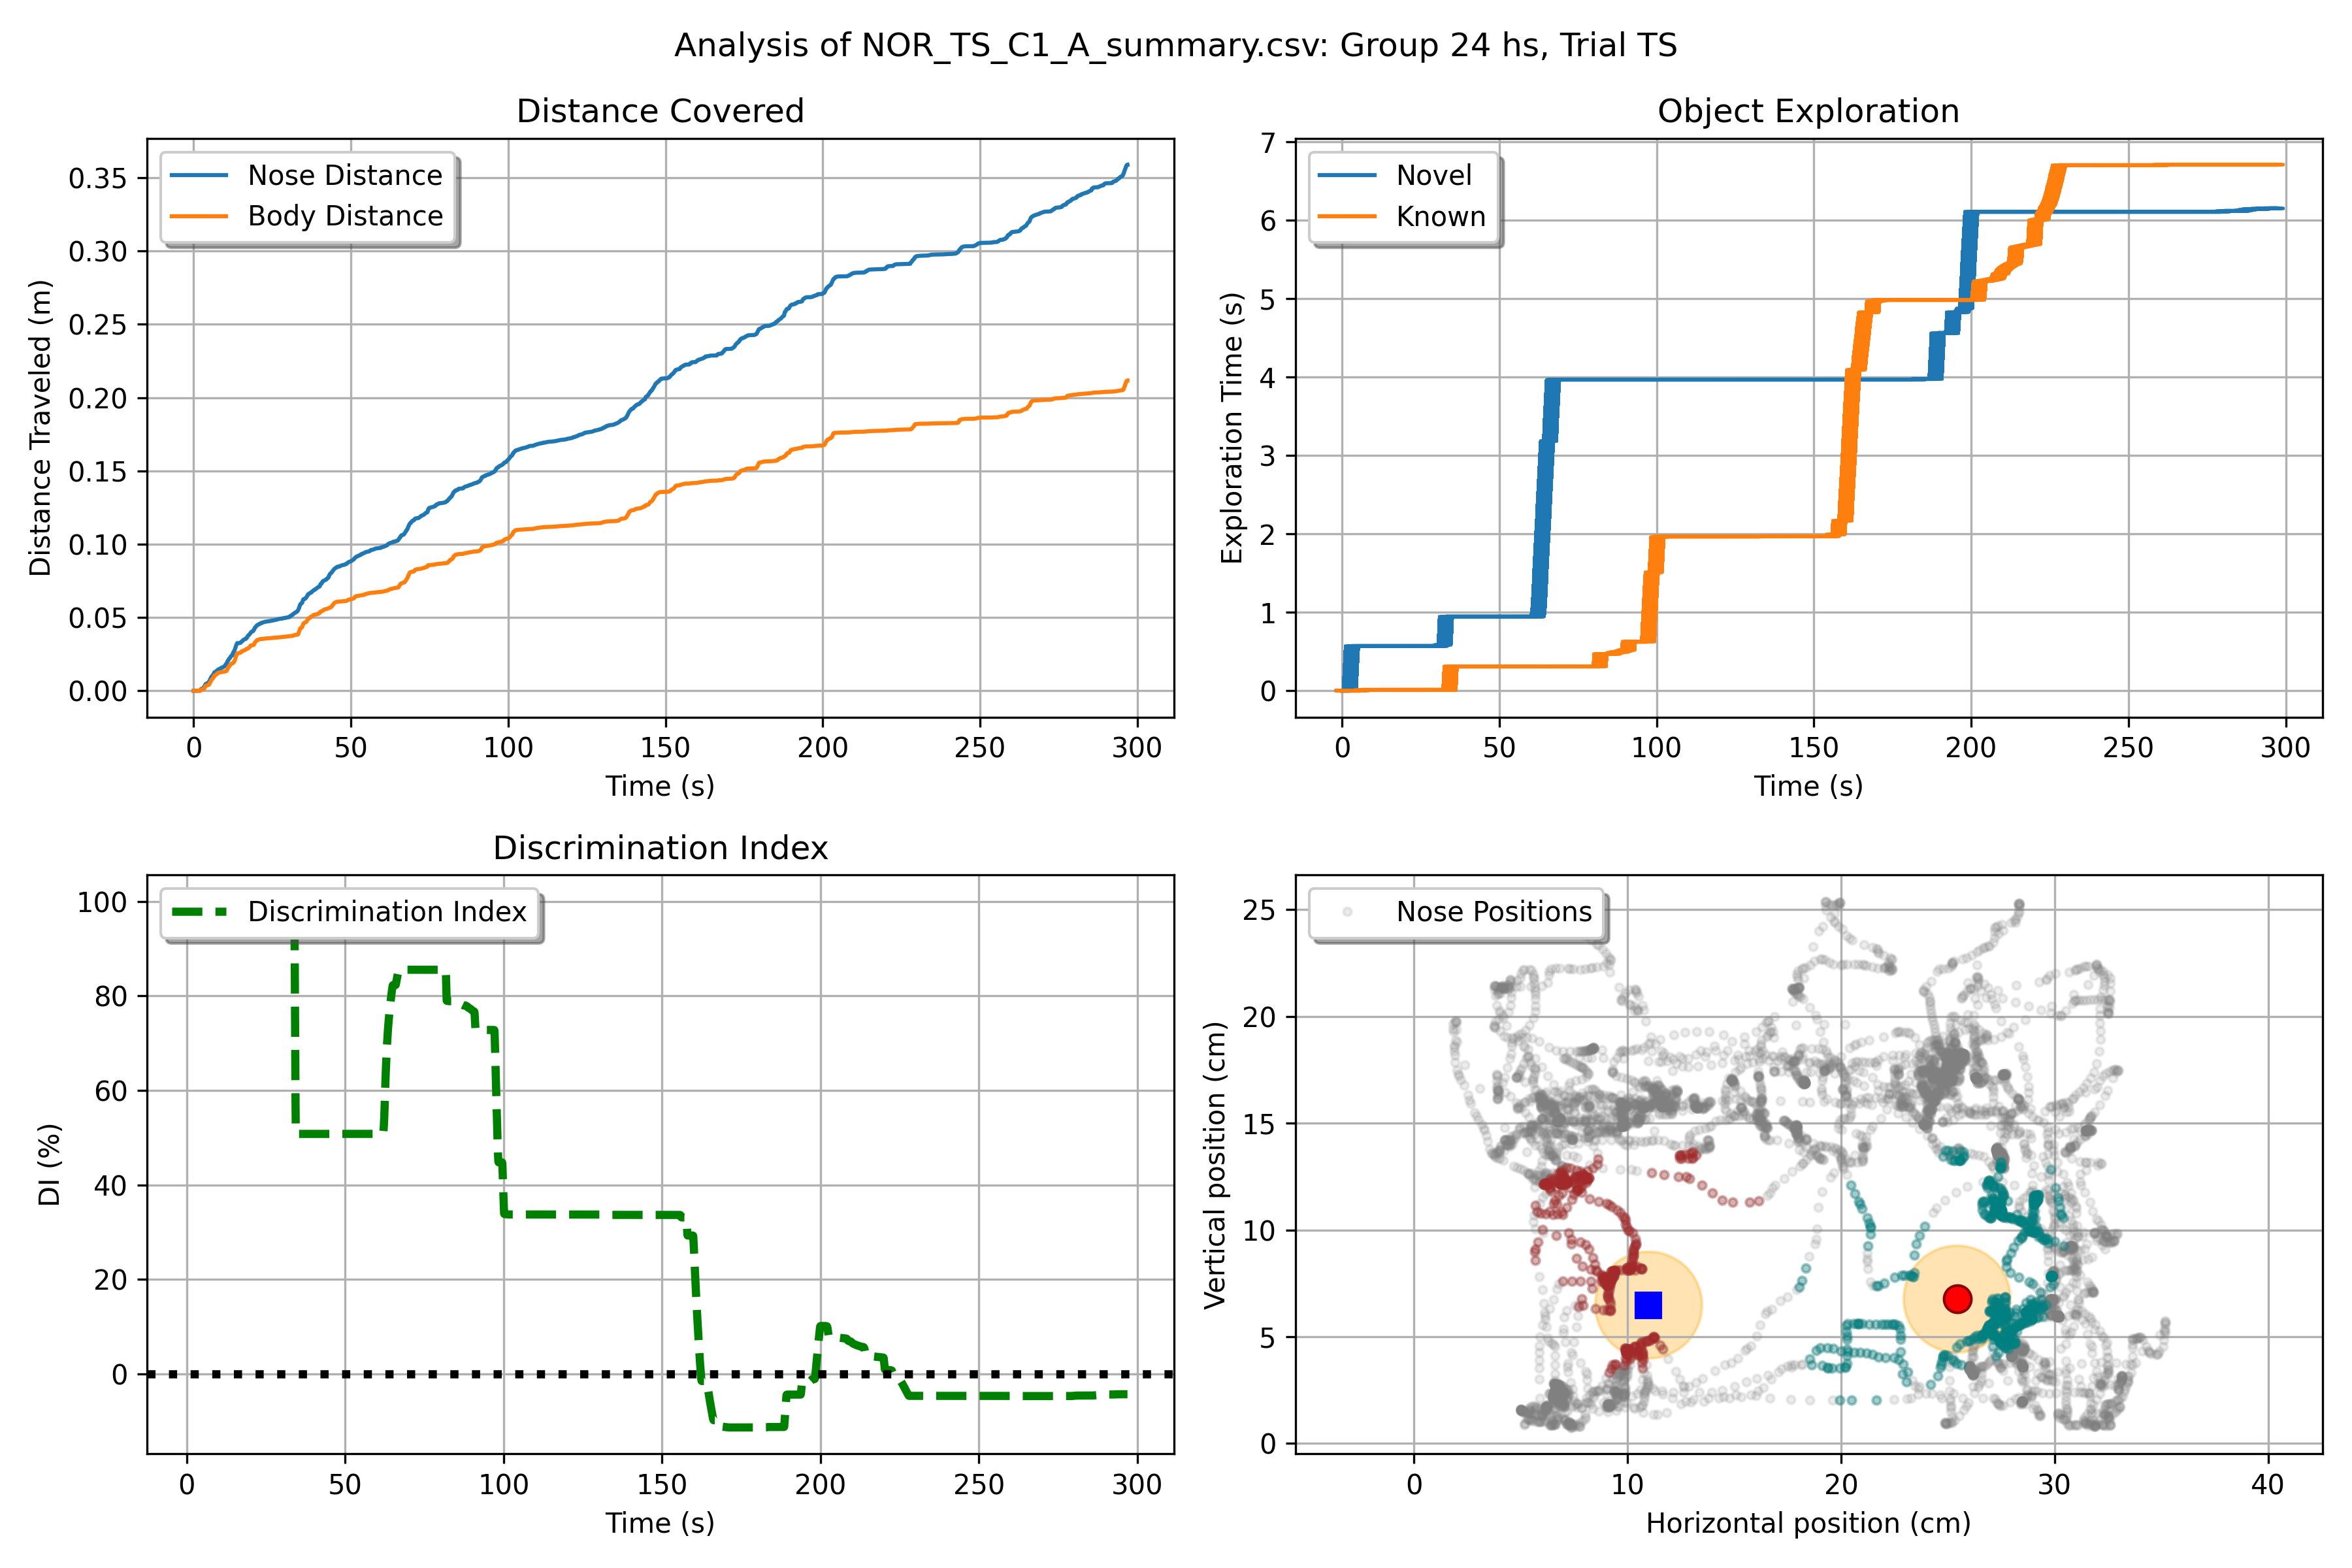 Analysis of NOR_TS_C1_A_summary.csv: Group 24 hs, Trial TS
Distance Covered
Nose Distance
Body Distance
Distance Traveled (m)
0.35
0.30
0.25
0.20
0.15
0.10
0.05
0.00
0 50 100 150 200 250 300
Time (s)
Object Exploration
Novel
Known
Exploration Time (s)
7
6
5
4
3
2
1
0
0 50 100 150 200 250 300
Time (s)
Discrimination Index
Discrimination Index
DI (%)
100
80
60
40
20
0
0 50 100 150 200 250 300
Time (s)
Nose Positions
Vertical position (cm)
25
20
15
10
5
0
0 10 20 30 40
Horizontal position (cm)